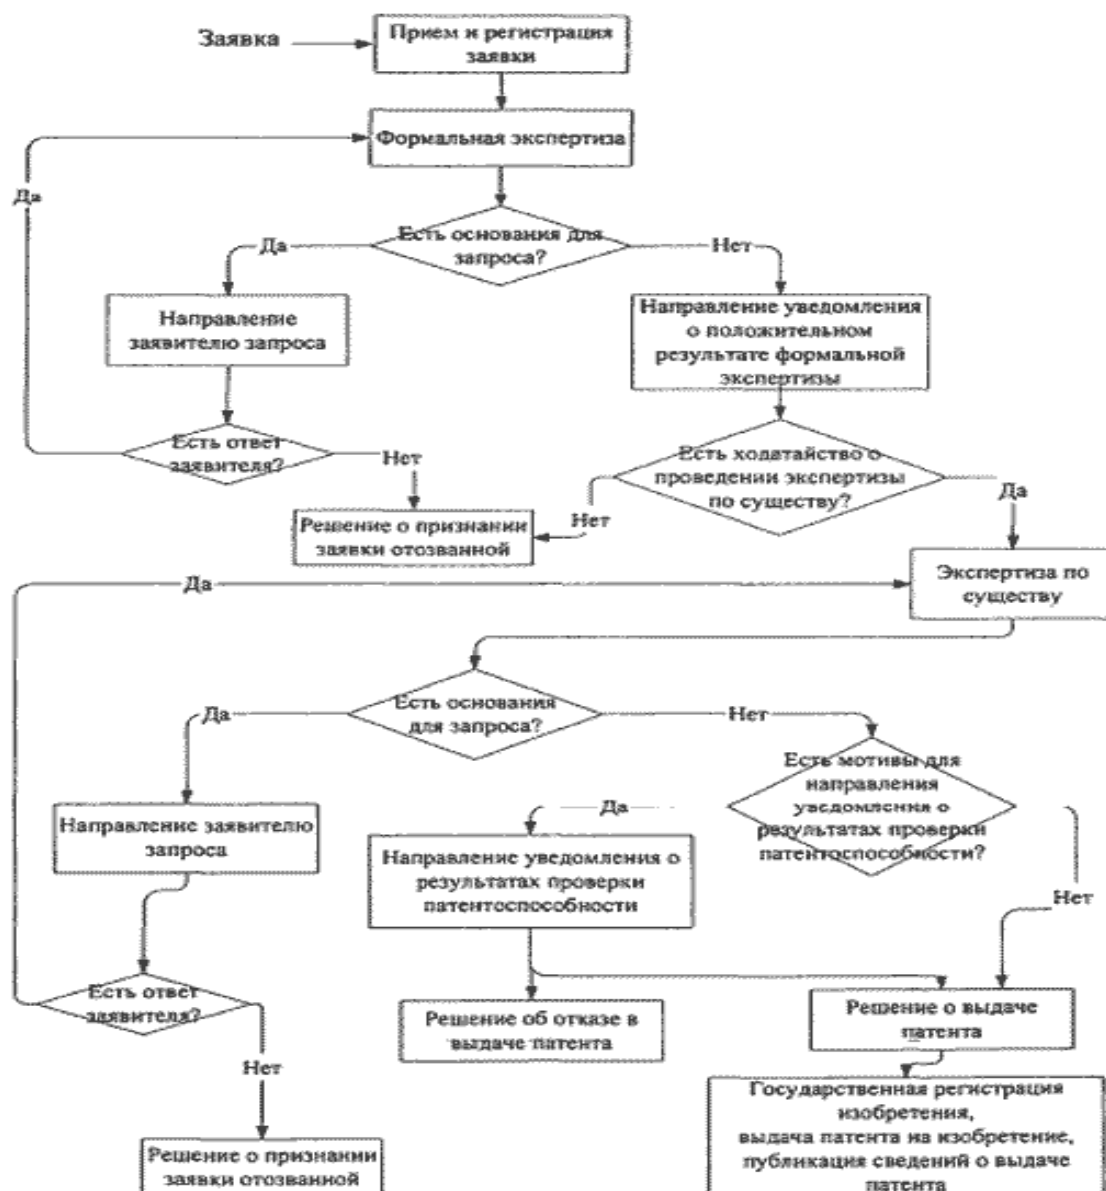 Заявка
Прием и регистрация
заявки
Формальная экспертиза
Да
Есть основания для
запроса?
Да
Нет
Направление
заявителю запроса
Направление уведомления
о положительном
результате формальной
экспертизы
Есть ответ
заявителя?
Нет
Есть ходатайство о
проведении экспертизы
по существу?
Да
Нет
Решение о признании
заявки отозванной
Да
Экспертиза по
существу
Есть основания
для запроса?
Да
Нет
Есть мотивы для
направления
уведомления о
результатах проверки
патентоспособности?
Да
Нет
Направление заявителю
запроса
Направление уведомления о
результатах проверки
патентоспособности
Есть ответ
заявителя?
Решение об отказе в
выдаче патента
Решение о выдаче
патента
Нет
Государственная регистрация
изобретения,
выдача патента на изобретение,
публикация сведений о выдаче
патента
Решение о признании
заявки отозванной